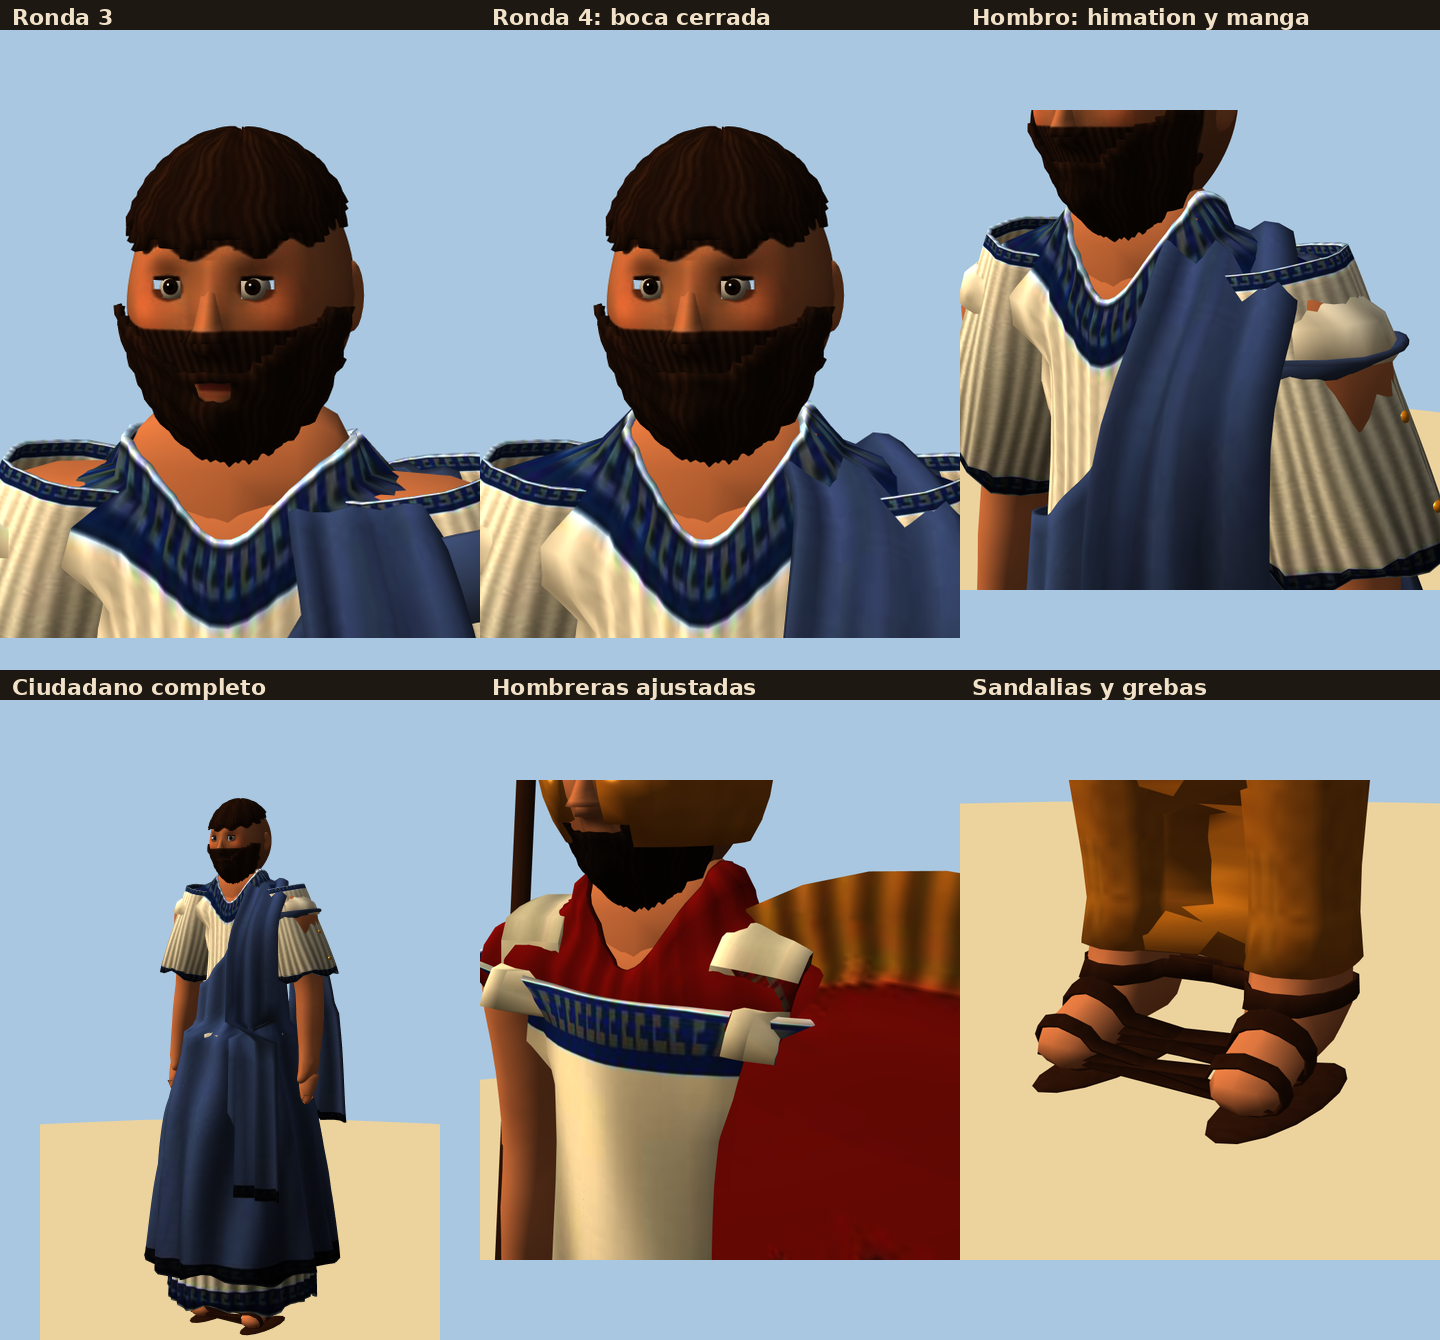 Ronda 3
Ronda 4: boca cerrada
Hombro: himation y manga
Ciudadano completo
Hombreras ajustadas
Sandalias y grebas